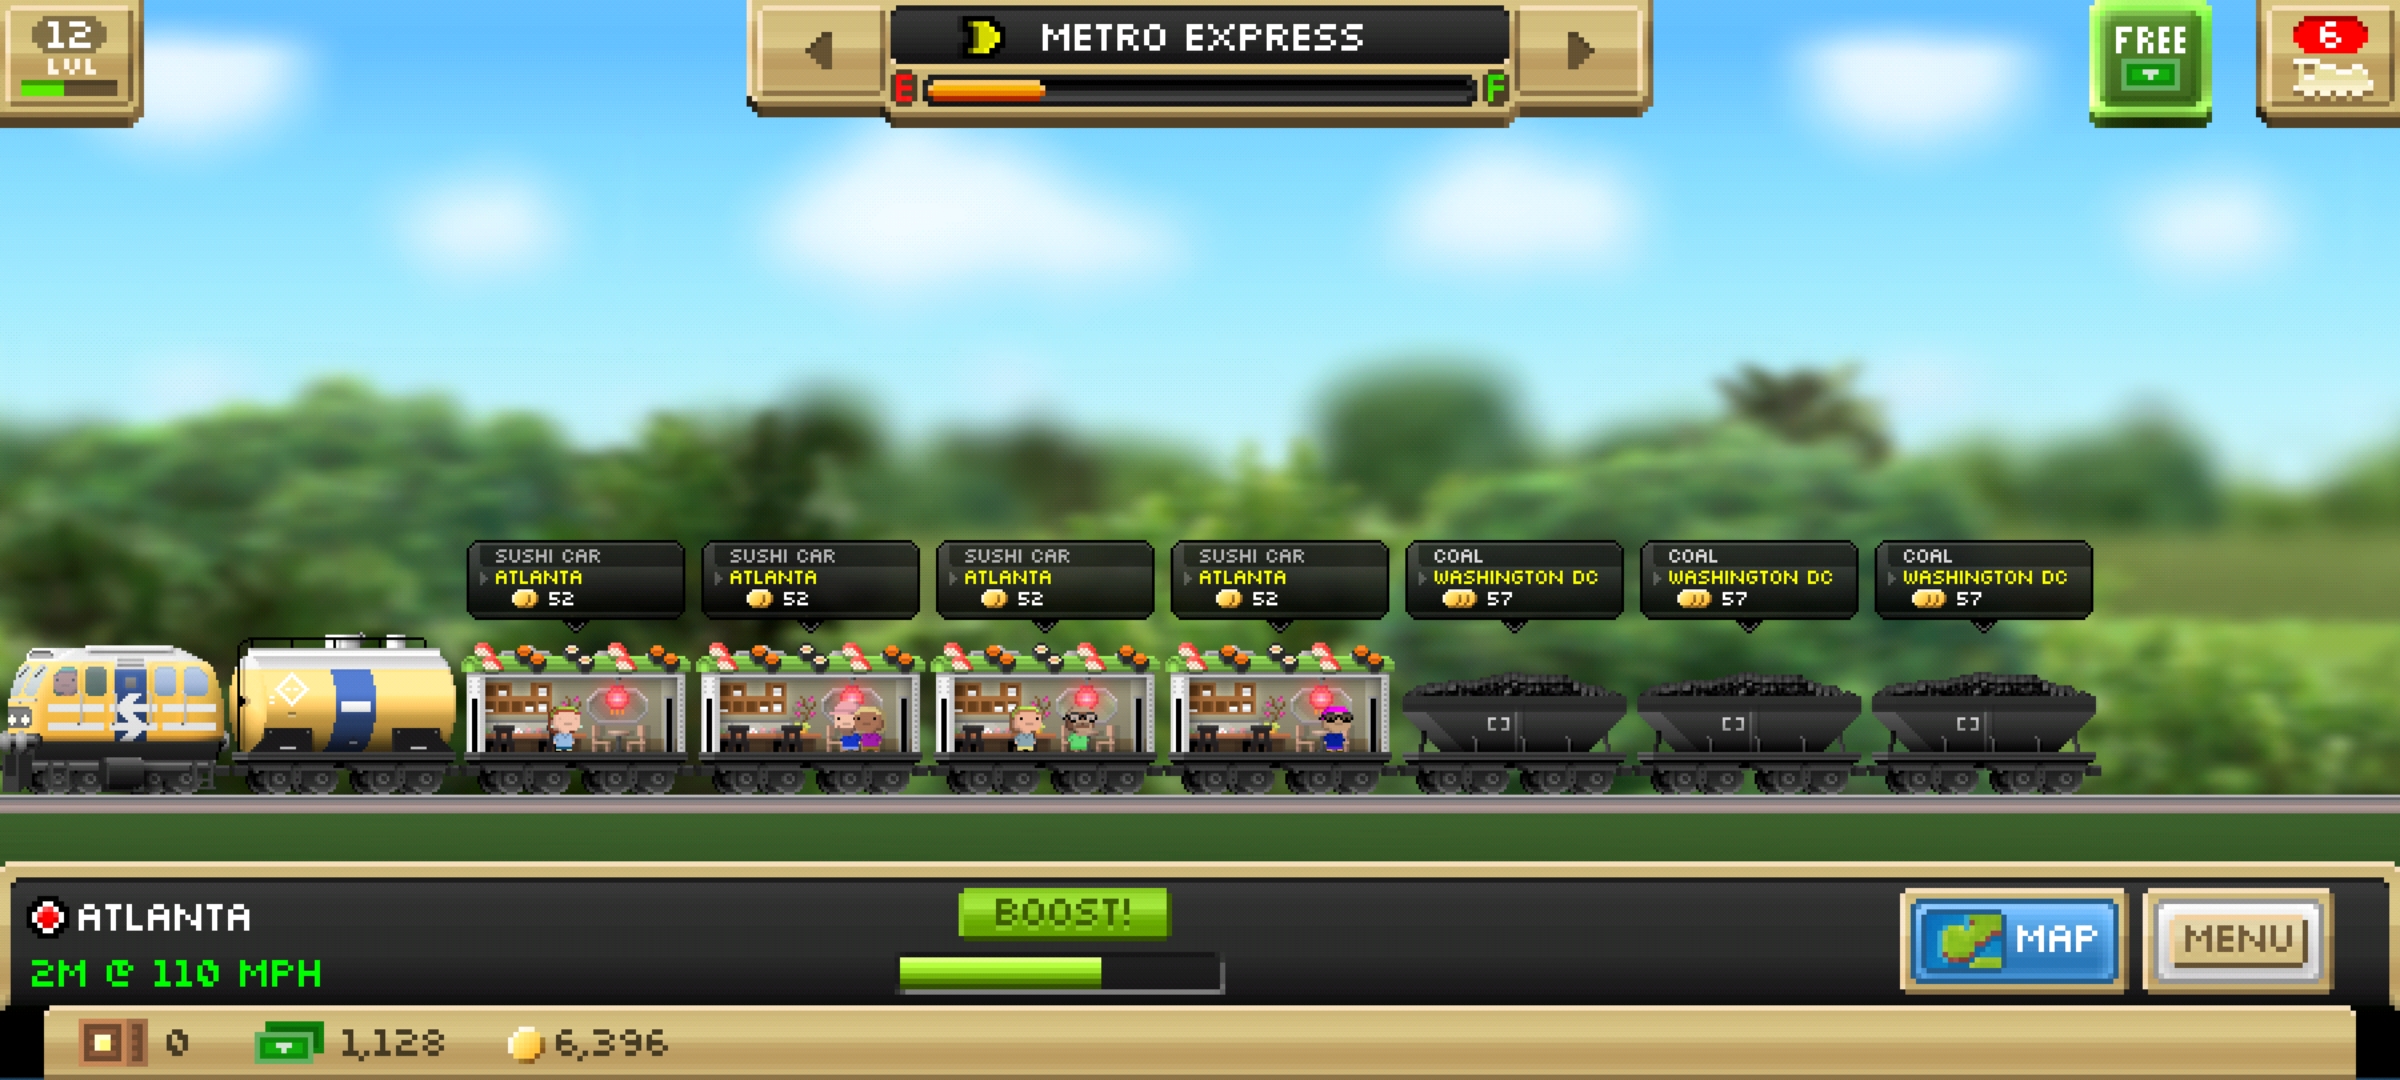 12
LVL
METRO EXPRESS
E F
FREE
6
SUSHI CAR
ATLANTA
52
SUSHI CAR
ATLANTA
52
SUSHI CAR
ATLANTA
52
SUSHI CAR
ATLANTA
52
COAL
WASHINGTON DC
57
COAL
WASHINGTON DC
57
COAL
WASHINGTON DC
57
ATLANTA
2M @ 110 MPH
BOOST!
MAP
MENU
0 1,128 6,396